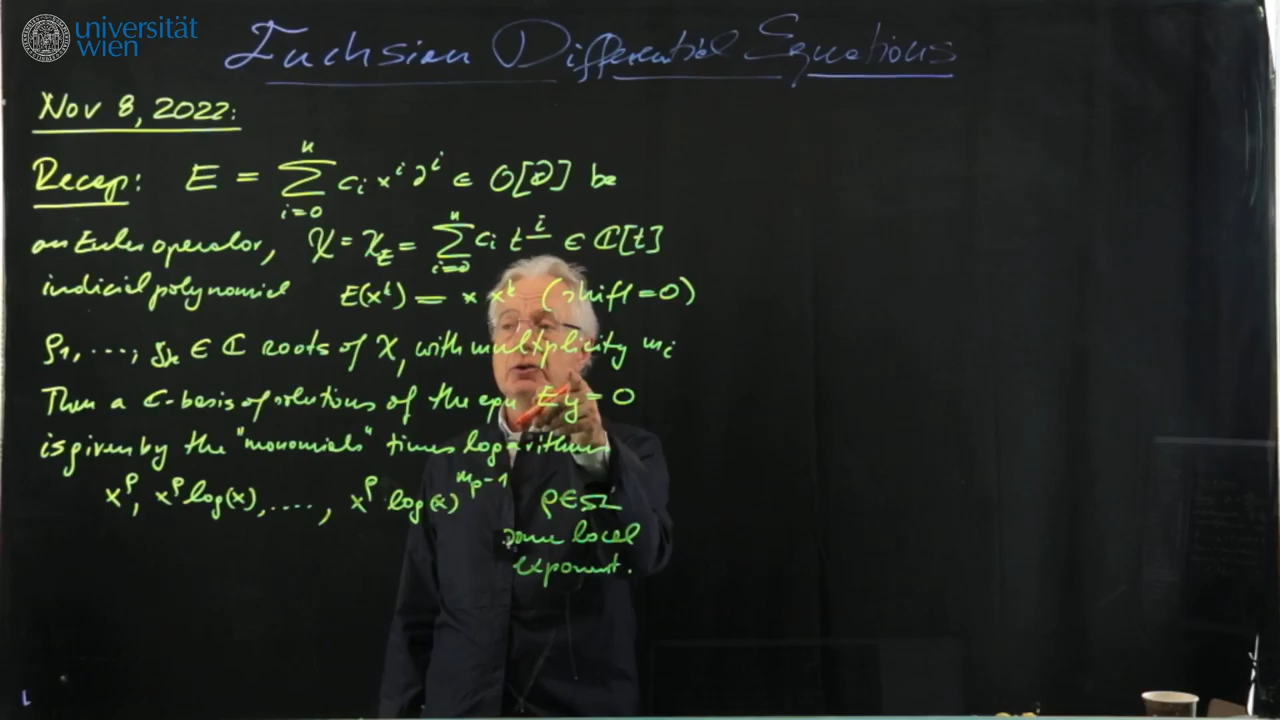 universität
wien
Fuchsian Differential Equations
Nov 8, 2022:
Recap: E = ∑_{i=0}^{n} c_i x^i ∂^i ∈ O[∂] be
an Euler operator, χ = χ_E = ∑_{i=0}^{n} c_i t^{\underline{i}} ∈ ℂ[t]
indicial polynomial E(x^k) = * x^k (shift = 0)
ρ_1, ..., ρ_k ∈ ℂ roots of χ, with multiplicity m_i
Then a ℂ-basis of solutions of the equ Ey = 0
is given by the "monomials" times logarithms
x^ρ, x^ρ log(x), ...., x^ρ log(x)^{m_ρ-1} ρ ∈ Ω
some local
exponent.